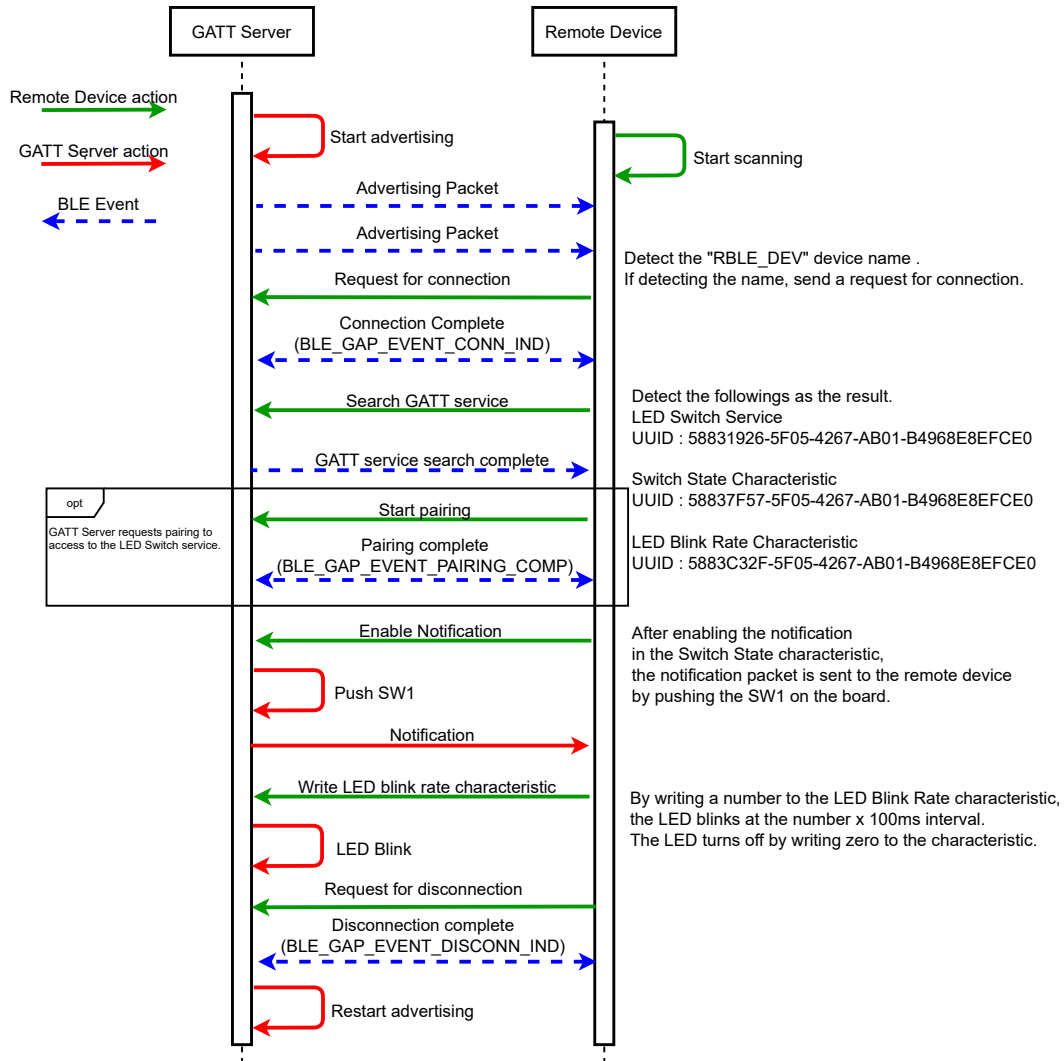 GATT Server
Remote Device
Remote Device action
Start advertising
GATT Server action
Start scanning
Advertising Packet
BLE Event
Advertising Packet
Detect the "RBLE_DEV" device name .
If detecting the name, send a request for connection.
Request for connection
Connection Complete
(BLE_GAP_EVENT_CONN_IND)
Search GATT service
Detect the followings as the result.
LED Switch Service
UUID : 58831926-5F05-4267-AB01-B4968E8EFCE0
GATT service search complete
Switch State Characteristic
UUID : 58837F57-5F05-4267-AB01-B4968E8EFCE0
opt
Start pairing
GATT Server requests pairing to
access to the LED Switch service.
LED Blink Rate Characteristic
UUID : 5883C32F-5F05-4267-AB01-B4968E8EFCE0
Pairing complete
(BLE_GAP_EVENT_PAIRING_COMP)
Enable Notification
After enabling the notification
in the Switch State characteristic,
the notification packet is sent to the remote device
by pushing the SW1 on the board.
Push SW1
Notification
Write LED blink rate characteristic
By writing a number to the LED Blink Rate characteristic,
the LED blinks at the number x 100ms interval.
The LED turns off by writing zero to the characteristic.
LED Blink
Request for disconnection
Disconnection complete
(BLE_GAP_EVENT_DISCONN_IND)
Restart advertising